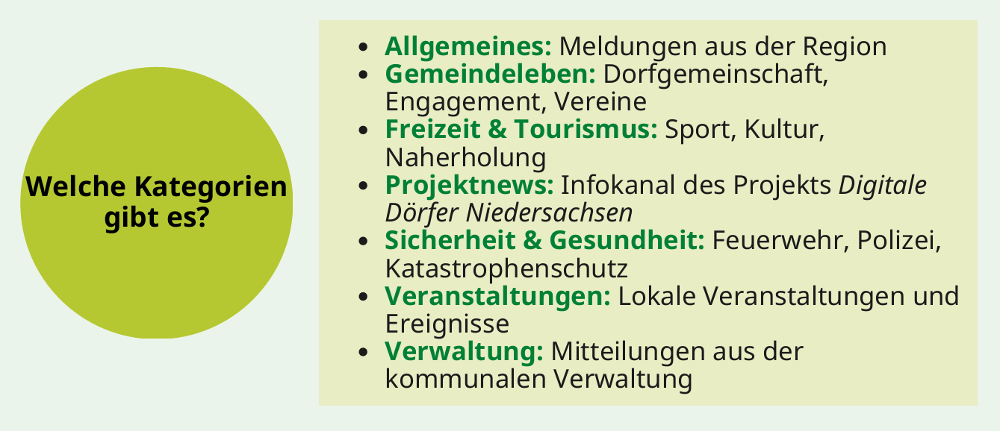 Welche Kategorien
gibt es?
• Allgemeines: Meldungen aus der Region
• Gemeindeleben: Dorfgemeinschaft,
Engagement, Vereine
• Freizeit & Tourismus: Sport, Kultur,
Naherholung
• Projektnews: Infokanal des Projekts Digitale
Dörfer Niedersachsen
• Sicherheit & Gesundheit: Feuerwehr, Polizei,
Katastrophenschutz
• Veranstaltungen: Lokale Veranstaltungen und
Ereignisse
• Verwaltung: Mitteilungen aus der
kommunalen Verwaltung